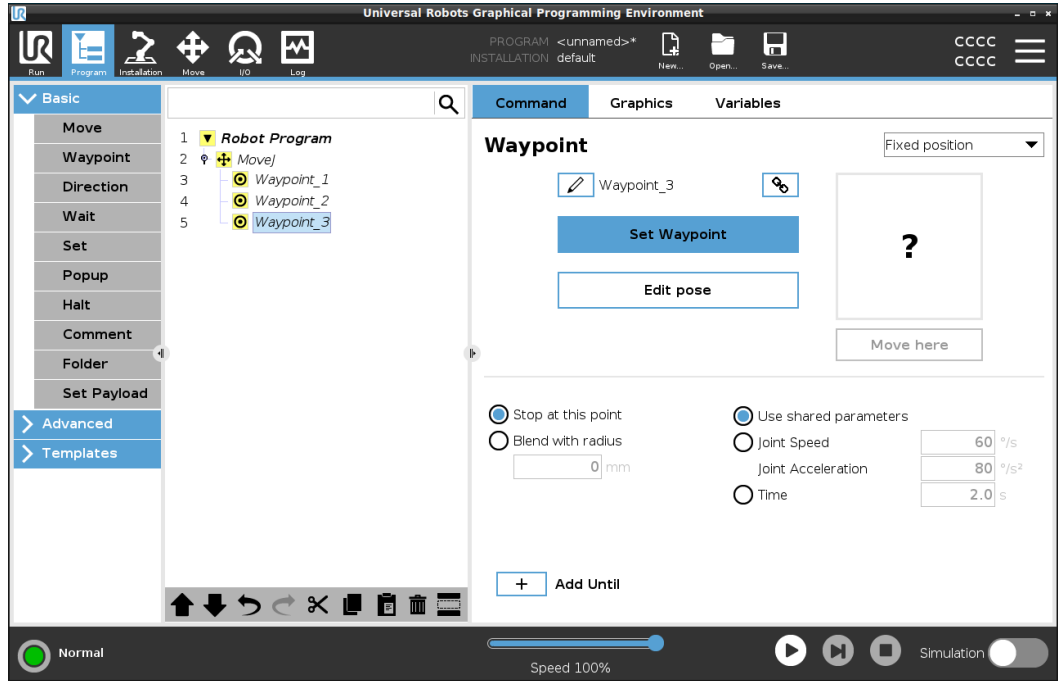 Universal Robots Graphical Programming Environment
UR
Run
Program
Installation
Move
I/O
Log
PROGRAM <unnamed>*
INSTALLATION default
New...
Open...
Save...
CCCC
CCCC
Basic
Move
Waypoint
Direction
Wait
Set
Popup
Halt
Comment
Folder
Set Payload
Advanced
Templates
1 Robot Program
2 MoveJ
3 Waypoint_1
4 Waypoint_2
5 Waypoint_3
Command Graphics Variables
Waypoint
Fixed position
Waypoint_3
Set Waypoint
Edit pose
?
Move here
Stop at this point
Blend with radius
0 mm
Use shared parameters
Joint Speed 60 °/s
Joint Acceleration 80 °/s²
Time 2.0 s
+ Add Until
Normal
Speed 100%
Simulation